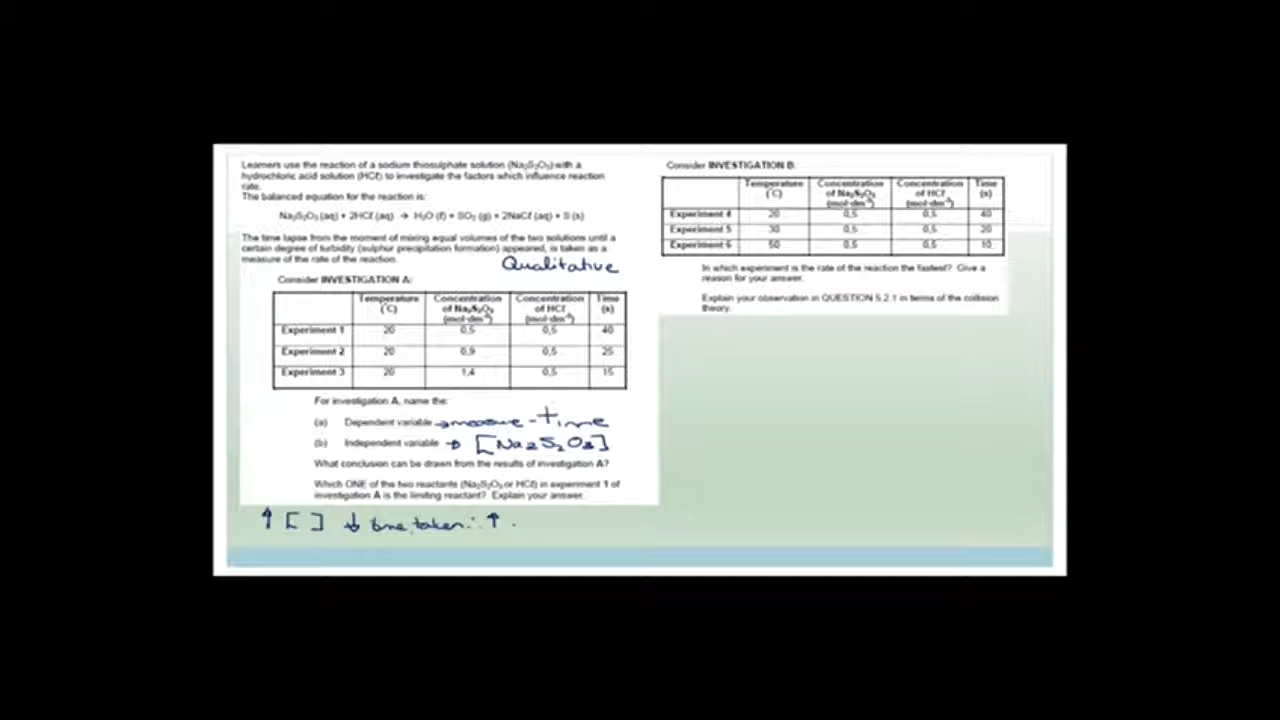 Learners use the reaction of a sodium thiosulphate solution (Na₂S₂O₃) with a
hydrochloric acid solution (HCℓ) to investigate the factors which influence reaction
rate.
The balanced equation for the reaction is:
Na₂S₂O₃ (aq) + 2HCℓ (aq) → H₂O (ℓ) + SO₂ (g) + 2NaCℓ (aq) + S (s)
The time lapse from the moment of mixing equal volumes of the two solutions until a
certain degree of turbidity (sulphur precipitation formation) appeared, is taken as a
measure of the rate of the reaction.
Qualitative
Consider INVESTIGATION A:
Temperature (°C) Concentration of Na₂S₂O₃ (mol·dm⁻³) Concentration of HCℓ (mol·dm⁻³) Time (s)
Experiment 1 20 0,5 0,5 40
Experiment 2 20 0,9 0,5 25
Experiment 3 20 1,4 0,5 15
For investigation A, name the:
(a) Dependent variable → measure - time
(b) Independent variable → [Na₂S₂O₃]
What conclusion can be drawn from the results of investigation A?
Which ONE of the two reactants (Na₂S₂O₃ or HCℓ) in experiment 1 of
investigation A is the limiting reactant? Explain your answer.
↑ [ ] ↓ time taken ∴ ↑ .
Consider INVESTIGATION B:
Temperature (°C) Concentration of Na₂S₂O₃ (mol·dm⁻³) Concentration of HCℓ (mol·dm⁻³) Time (s)
Experiment 4 20 0,5 0,5 40
Experiment 5 30 0,5 0,5 20
Experiment 6 50 0,5 0,5 10
In which experiment is the rate of the reaction the fastest? Give a
reason for your answer.
Explain your observation in QUESTION 5.2.1 in terms of the collision
theory.